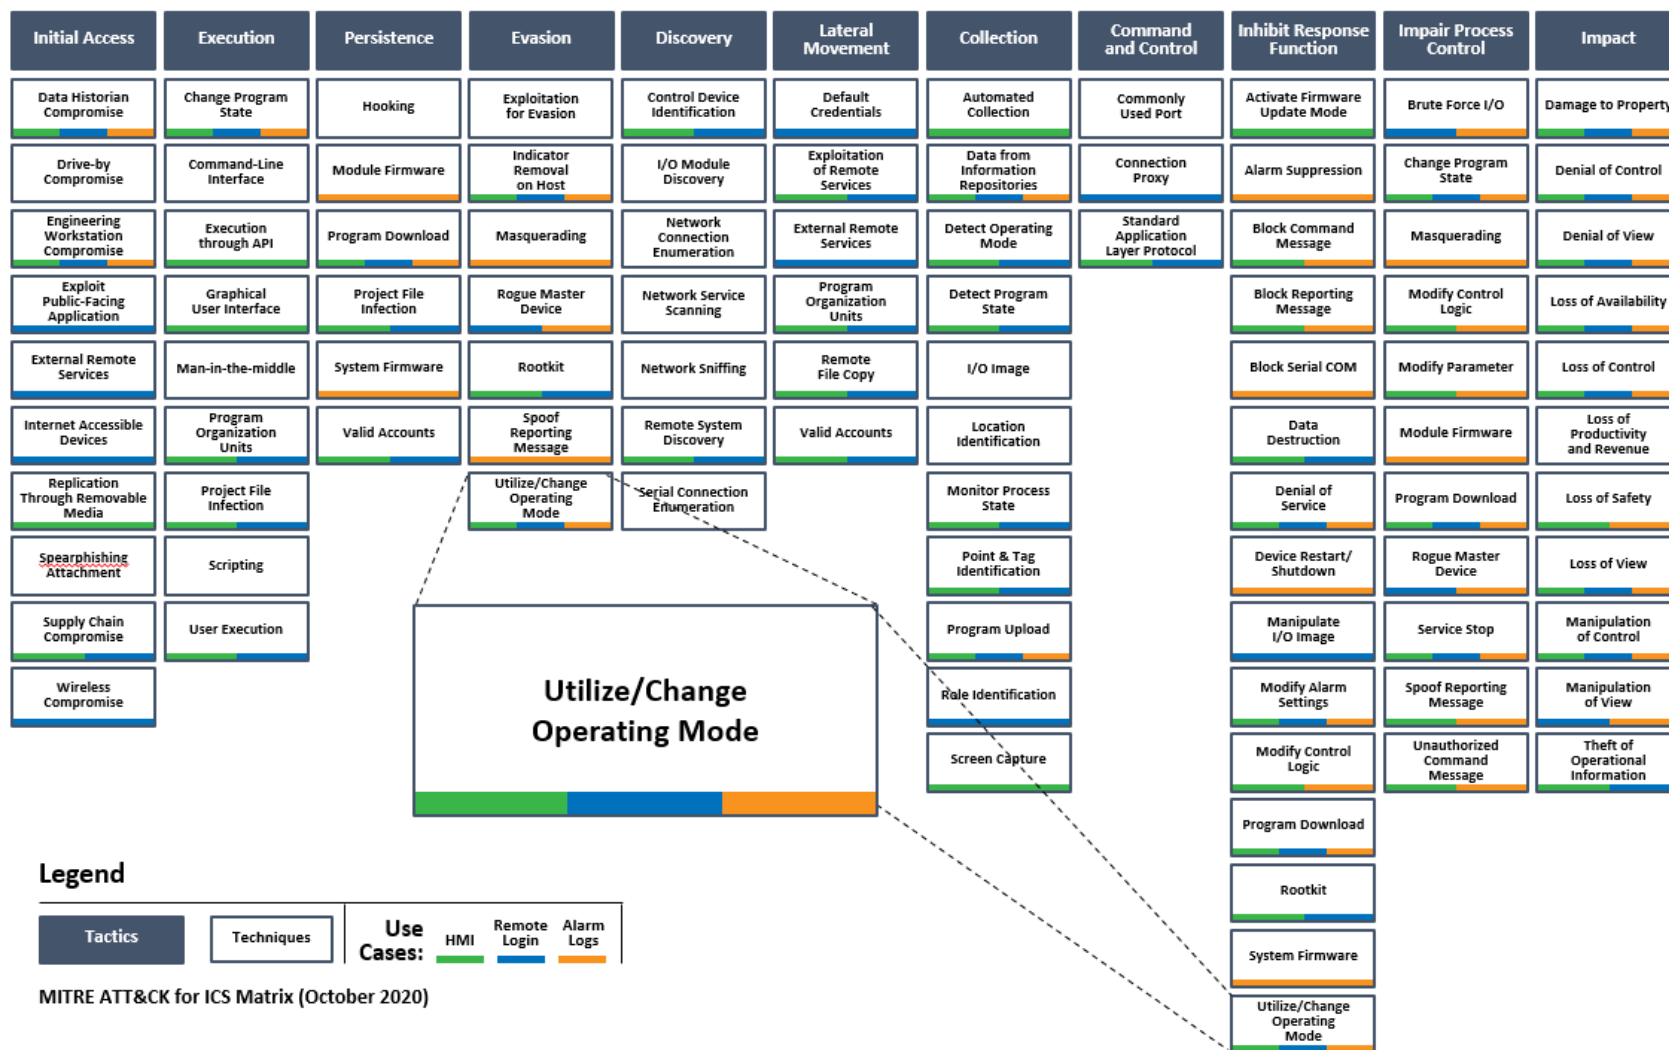 Initial Access
Execution
Persistence
Evasion
Discovery
Lateral
Movement
Collection
Command
and Control
Inhibit Response
Function
Impair Process
Control
Impact
Data Historian
Compromise
Drive-by
Compromise
Engineering
Workstation
Compromise
Exploit
Public-Facing
Application
External Remote
Services
Internet Accessible
Devices
Replication
Through Removable
Media
Spearphishing
Attachment
Supply Chain
Compromise
Wireless
Compromise
Change Program
State
Command-Line
Interface
Execution
through API
Graphical
User Interface
Man-in-the-middle
Program
Organization
Units
Project File
Infection
Scripting
User Execution
Hooking
Module Firmware
Program Download
Project File
Infection
System Firmware
Valid Accounts
Exploitation
for Evasion
Indicator
Removal
on Host
Masquerading
Rogue Master
Device
Rootkit
Spoof
Reporting
Message
Utilize/Change
Operating
Mode
Control Device
Identification
I/O Module
Discovery
Network
Connection
Enumeration
Network Service
Scanning
Network Sniffing
Remote System
Discovery
Serial Connection
Enumeration
Default
Credentials
Exploitation
of Remote
Services
External Remote
Services
Program
Organization
Units
Remote
File Copy
Valid Accounts
Automated
Collection
Data from
Information
Repositories
Detect Operating
Mode
Detect Program
State
I/O Image
Location
Identification
Monitor Process
State
Point & Tag
Identification
Program Upload
Role Identification
Screen Capture
Commonly
Used Port
Connection
Proxy
Standard
Application
Layer Protocol
Activate Firmware
Update Mode
Alarm Suppression
Block Command
Message
Block Reporting
Message
Block Serial COM
Data
Destruction
Denial of
Service
Device Restart/
Shutdown
Manipulate
I/O Image
Modify Alarm
Settings
Modify Control
Logic
Program Download
Rootkit
System Firmware
Utilize/Change
Operating
Mode
Brute Force I/O
Change Program
State
Masquerading
Modify Control
Logic
Modify Parameter
Module Firmware
Program Download
Rogue Master
Device
Service Stop
Spoof Reporting
Message
Unauthorized
Command
Message
Damage to Property
Denial of Control
Denial of View
Loss of Availability
Loss of Control
Loss of
Productivity
and Revenue
Loss of Safety
Loss of View
Manipulation
of Control
Manipulation
of View
Theft of
Operational
Information
Utilize/Change
Operating Mode
Legend
Tactics
Techniques
Use
Cases:
HMI
Remote
Login
Alarm
Logs
MITRE ATT&CK for ICS Matrix (October 2020)